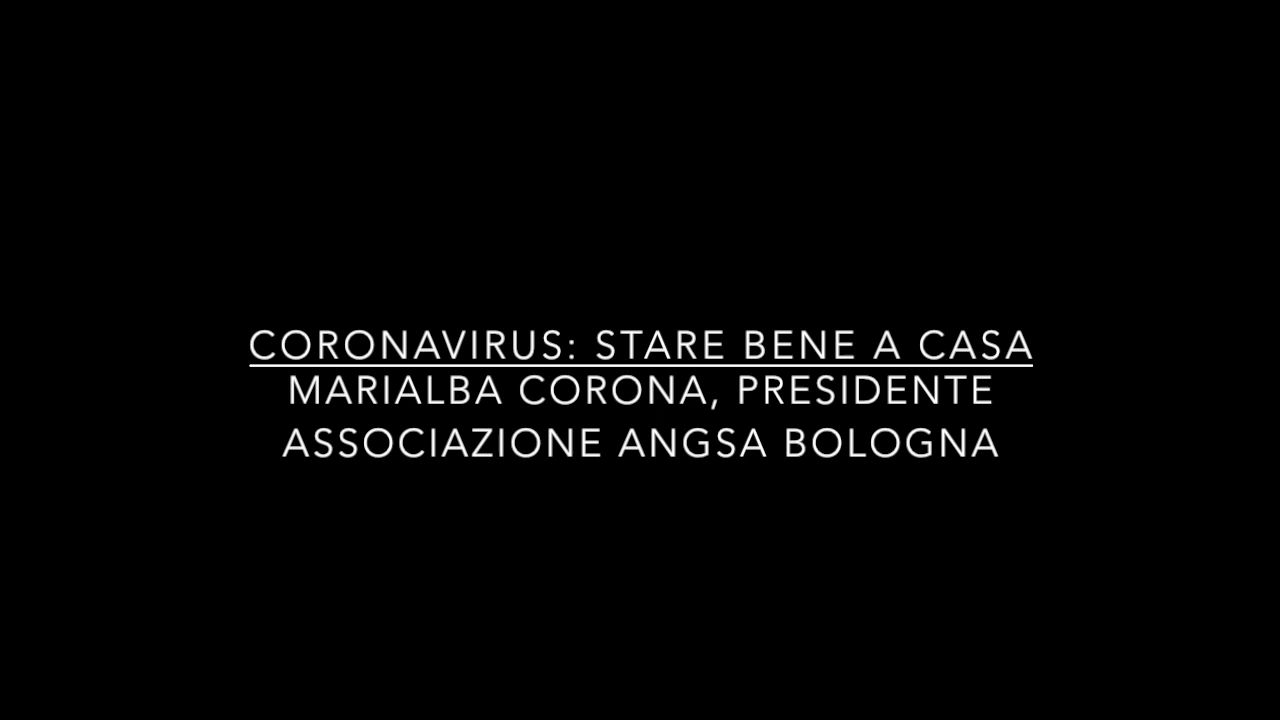 CORONAVIRUS: STARE BENE A CASA
MARIALBA CORONA, PRESIDENTE
ASSOCIAZIONE ANGSA BOLOGNA